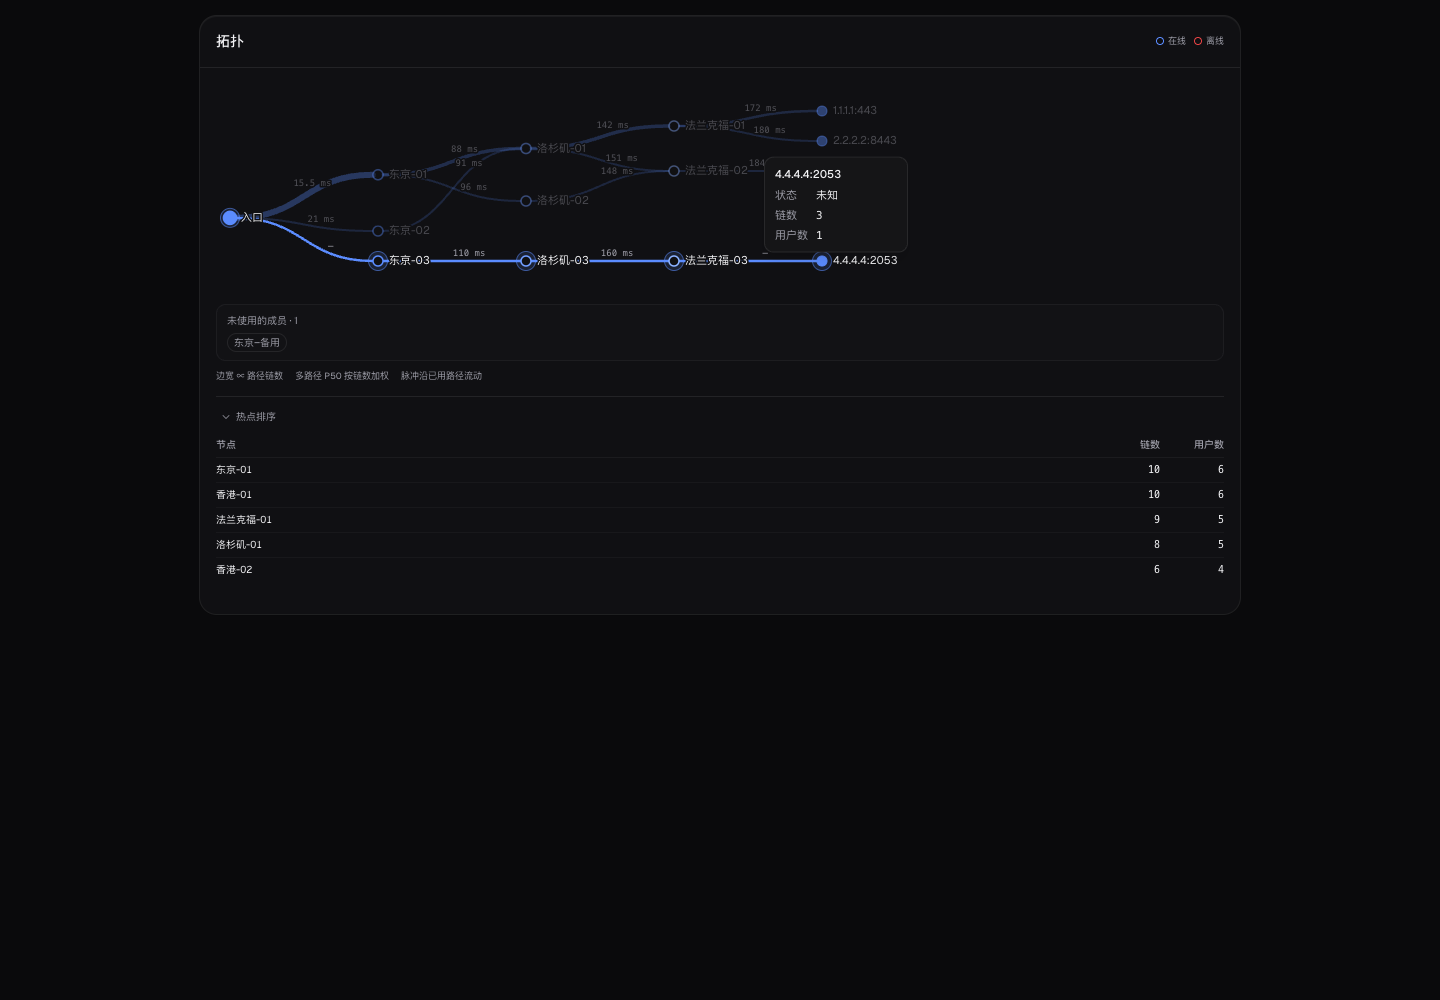 拓扑
在线 离线
172 ms
1.1.1.1:443
142 ms
法兰克福-01
180 ms
2.2.2.2:8443
88 ms
洛杉矶-01
91 ms
151 ms
148 ms
法兰克福-02
184
15.5 ms
东京-01
96 ms
洛杉矶-02
入口
21 ms
东京-02
4.4.4.4:2053
状态 未知
链数 3
用户数 1
–
东京-03
110 ms
洛杉矶-03
160 ms
法兰克福-03
–
4.4.4.4:2053
未使用的成员 · 1
东京-备用
边宽 ∝ 路径链数 多路径 P50 按链数加权 脉冲沿已用路径流动
热点排序
节点 链数 用户数
东京-01 10 6
香港-01 10 6
法兰克福-01 9 5
洛杉矶-01 8 5
香港-02 6 4